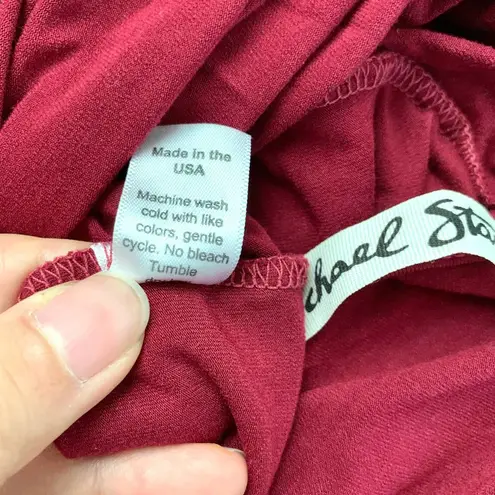 Made in the
USA
Machine wash
cold with like
colors, gentle
cycle. No bleach
Tumble
chael Sta